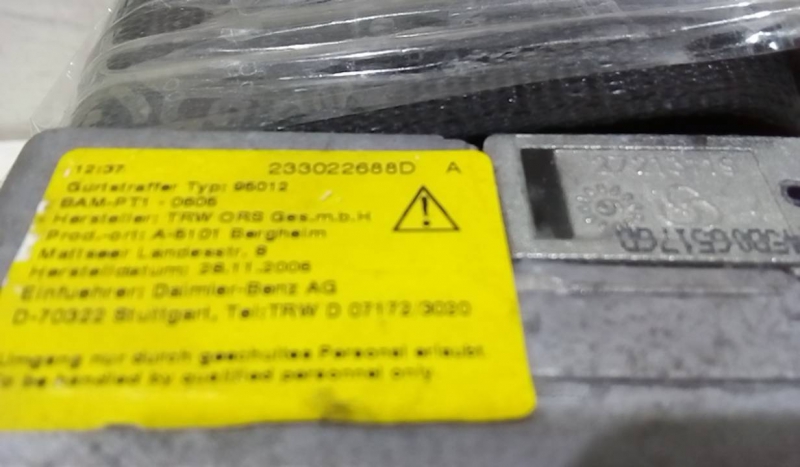 12:37 233022688D A
Gurtstraffer Typ: 96012
BAM-PT1 - 0606
Hersteller: TRW ORS Ges.m.b.H
Prod.-ort: A-5101 Bergheim
Mattseer Landesstr. 8
Herstelldatum: 28.11.2006
Einfuehrer: Daimler-Benz AG
D-70322 Stuttgart, Tel:TRW D 07172/3020
Umgang nur durch geschultes Personal erlaubt
To be handled by qualified personnel only